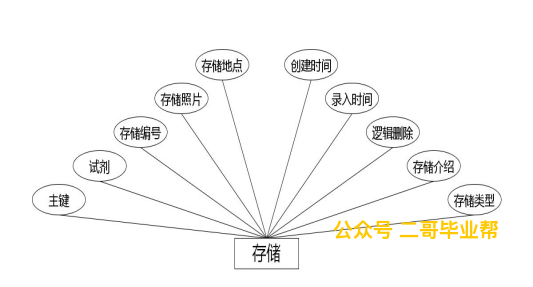 存储地点
创建时间
存储照片
录入时间
存储编号
逻辑删除
试剂
存储介绍
主键
存储类型
公众号 二哥毕业帮
存储